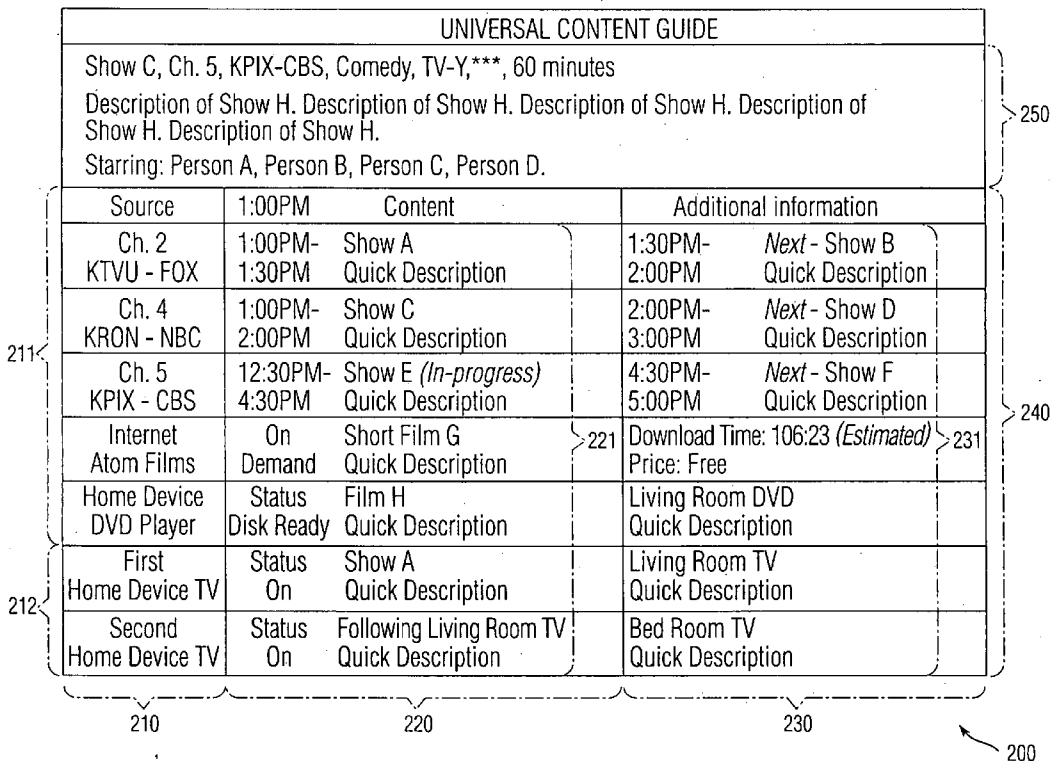 UNIVERSAL CONTENT GUIDE
Show C, Ch. 5, KPIX-CBS, Comedy, TV-Y,***, 60 minutes
Description of Show H. Description of Show H. Description of Show H. Description of
Show H. Description of Show H.
Starring: Person A, Person B, Person C, Person D.
250
Source 1:00PM Content Additional information
Ch. 2 1:00PM- Show A 1:30PM- Next - Show B
KTVU - FOX 1:30PM Quick Description 2:00PM Quick Description
Ch. 4 1:00PM- Show C 2:00PM- Next - Show D
KRON - NBC 2:00PM Quick Description 3:00PM Quick Description
211
Ch. 5 12:30PM- Show E (In-progress) 4:30PM- Next - Show F
KPIX - CBS 4:30PM Quick Description 5:00PM Quick Description
240
Internet On Short Film G 221 Download Time: 106:23 (Estimated) 231
Atom Films Demand Quick Description Price: Free
Home Device Status Film H Living Room DVD
DVD Player Disk Ready Quick Description Quick Description
First Status Show A Living Room TV
Home Device TV On Quick Description Quick Description
212
Second Status Following Living Room TV Bed Room TV
Home Device TV On Quick Description Quick Description
210 220 230
200